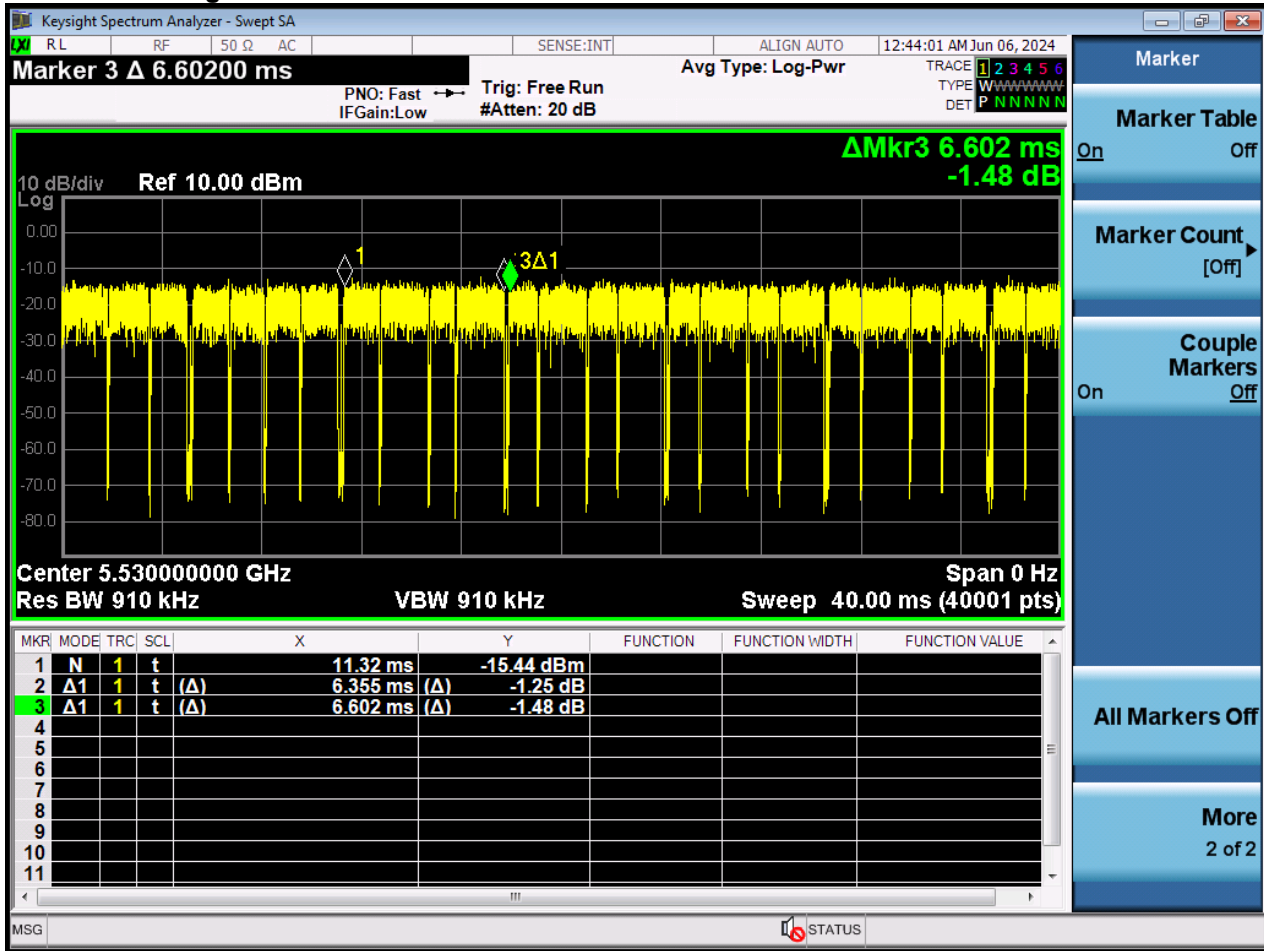 Keysight Spectrum Analyzer - Swept SA
LXI RL RF 50 Ω AC SENSE:INT ALIGN AUTO 12:44:01 AM Jun 06, 2024
Marker 3 Δ 6.60200 ms
PNO: Fast
IFGain:Low
Trig: Free Run
#Atten: 20 dB
Avg Type: Log-Pwr
TRACE 1 2 3 4 5 6
TYPE WWWWWW
DET P N N N N N
ΔMkr3 6.602 ms
-1.48 dB
10 dB/div Ref 10.00 dBm
Log
0.00
-10.0
-20.0
-30.0
-40.0
-50.0
-60.0
-70.0
-80.0
1
3Δ1
Center 5.530000000 GHz Span 0 Hz
Res BW 910 kHz VBW 910 kHz Sweep 40.00 ms (40001 pts)
MKR MODE TRC SCL X Y FUNCTION FUNCTION WIDTH FUNCTION VALUE
1 N 1 t 11.32 ms -15.44 dBm
2 Δ1 1 t (Δ) 6.355 ms (Δ) -1.25 dB
3 Δ1 1 t (Δ) 6.602 ms (Δ) -1.48 dB
4
5
6
7
8
9
10
11
MSG STATUS
Marker
Marker Table
On Off
Marker Count
[Off]
Couple
Markers
On Off
All Markers Off
More
2 of 2